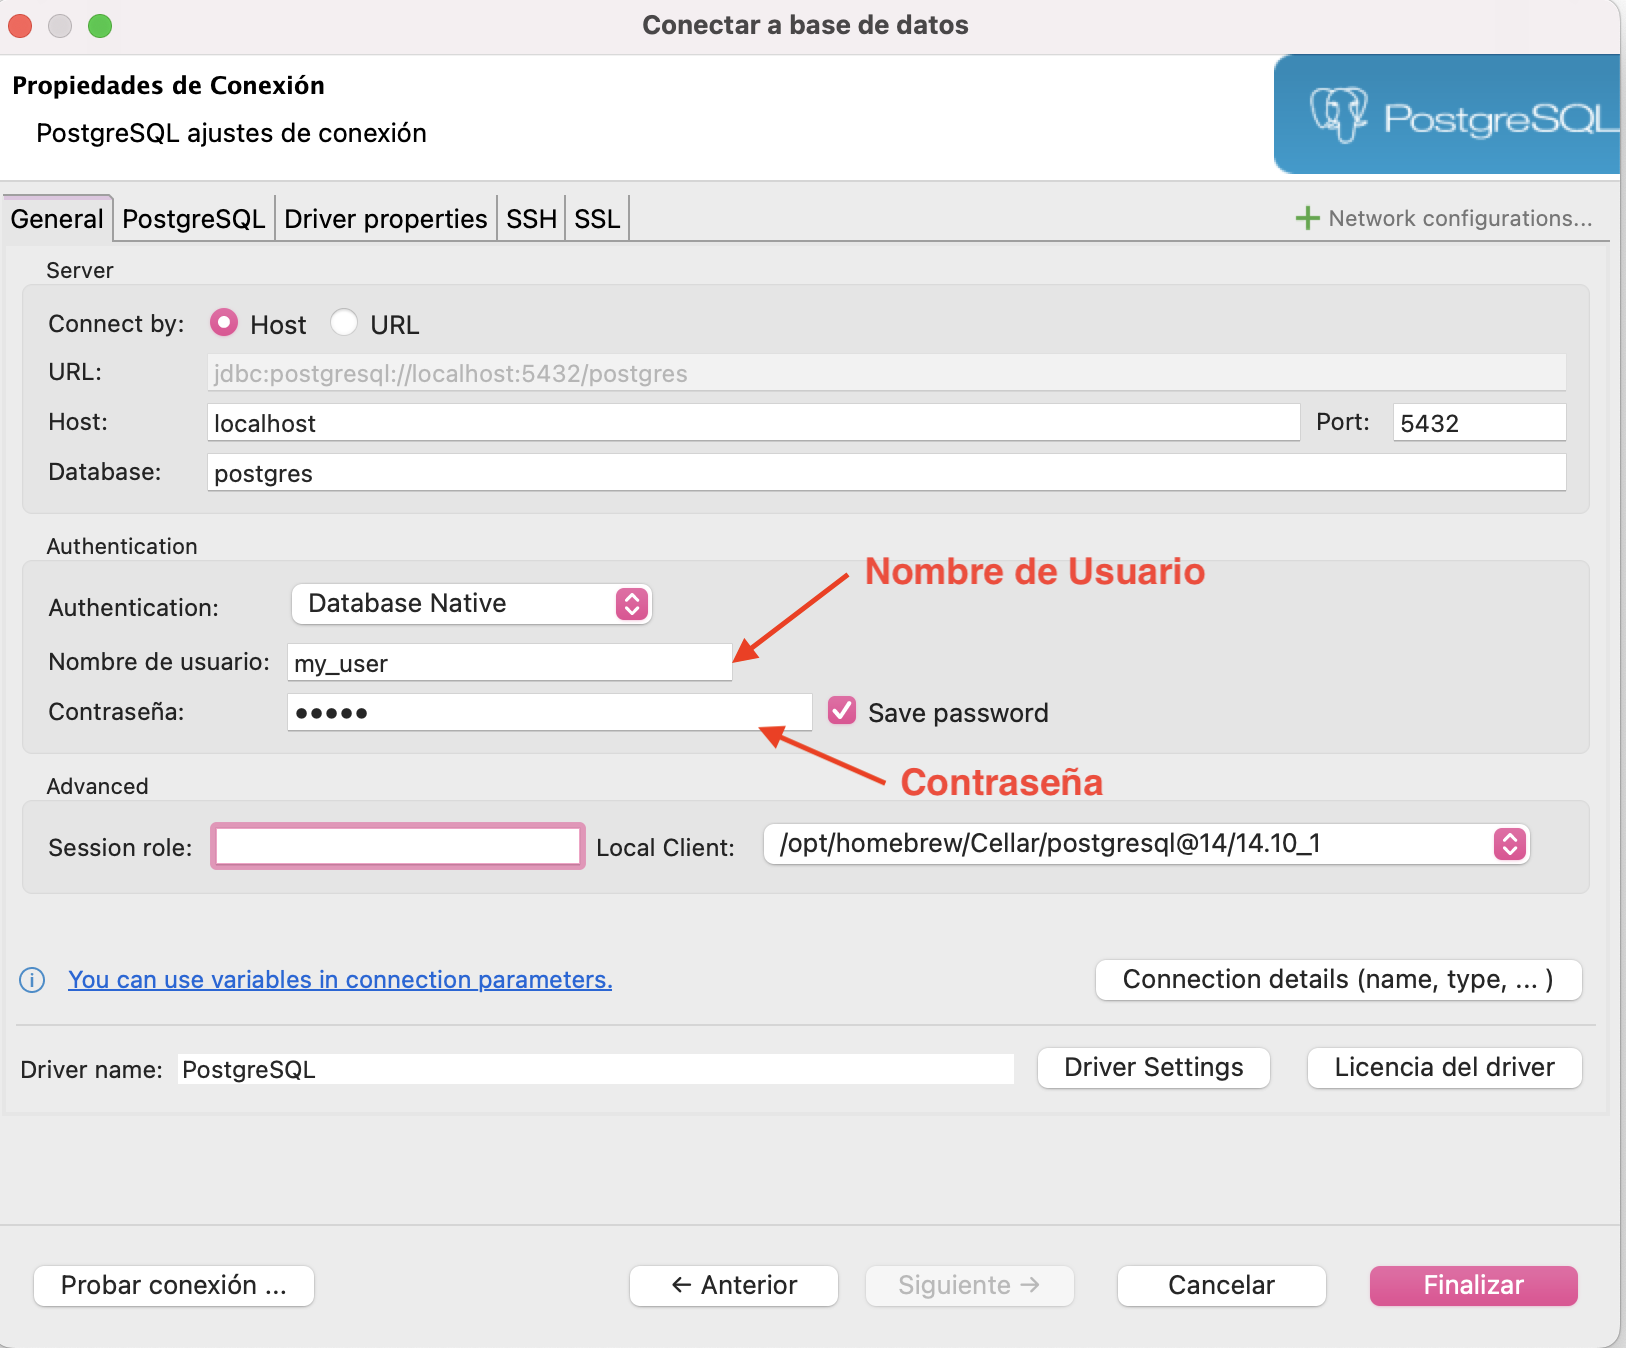 Conectar a base de datos
Propiedades de Conexión
PostgreSQL ajustes de conexión
PostgreSQL
General PostgreSQL Driver properties SSH SSL Network configurations...
Server
Connect by: Host URL
URL: jdbc:postgresql://localhost:5432/postgres
Host: localhost Port: 5432
Database: postgres
Authentication
Nombre de Usuario
Authentication: Database Native
Nombre de usuario: my_user
Contraseña: ••••• Save password
Contraseña
Advanced
Session role: Local Client: /opt/homebrew/Cellar/postgresql@14/14.10_1
You can use variables in connection parameters. Connection details (name, type, ... )
Driver name: PostgreSQL Driver Settings Licencia del driver
Probar conexión ... ← Anterior Siguiente → Cancelar Finalizar